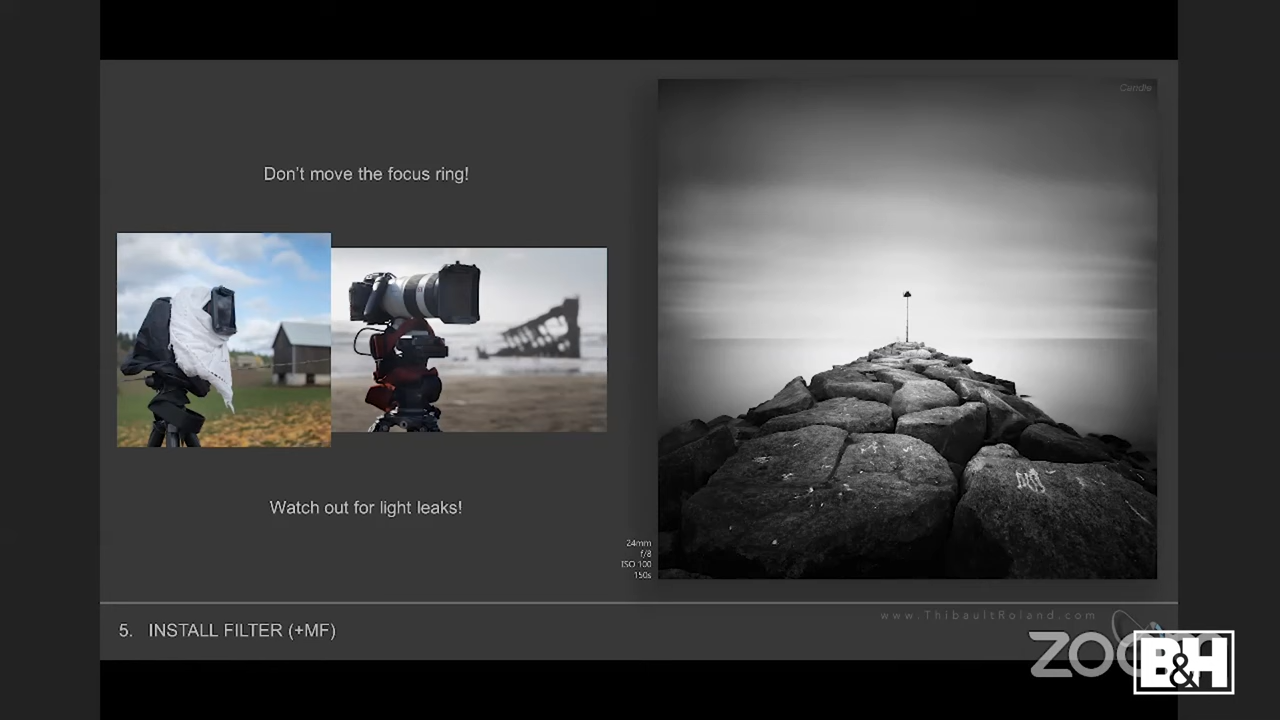 Candle
Don't move the focus ring!
Watch out for light leaks!
24mm
f/8
ISO 100
150s
www.ThibaultRoland.com
5. INSTALL FILTER (+MF)
B&H